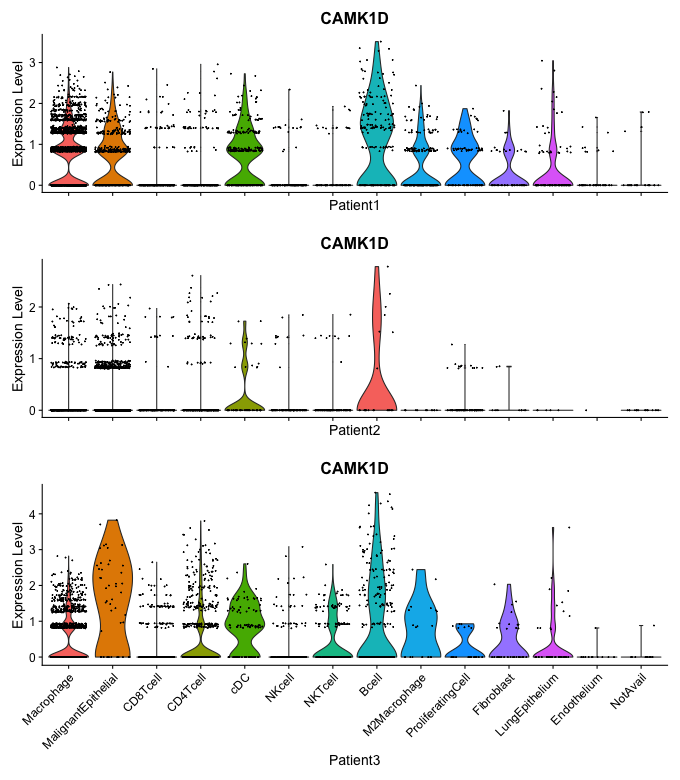 CAMK1D
Expression Level
3
2
1
0
Patient1
CAMK1D
Expression Level
2
1
0
Patient2
CAMK1D
Expression Level
4
3
2
1
0
Macrophage
MalignantEpithelial
CD8Tcell
CD4Tcell
cDC
NKcell
NKTcell
Bcell
M2Macrophage
ProliferatingCell
Fibroblast
LungEpithelium
Endothelium
NotAvail
Patient3